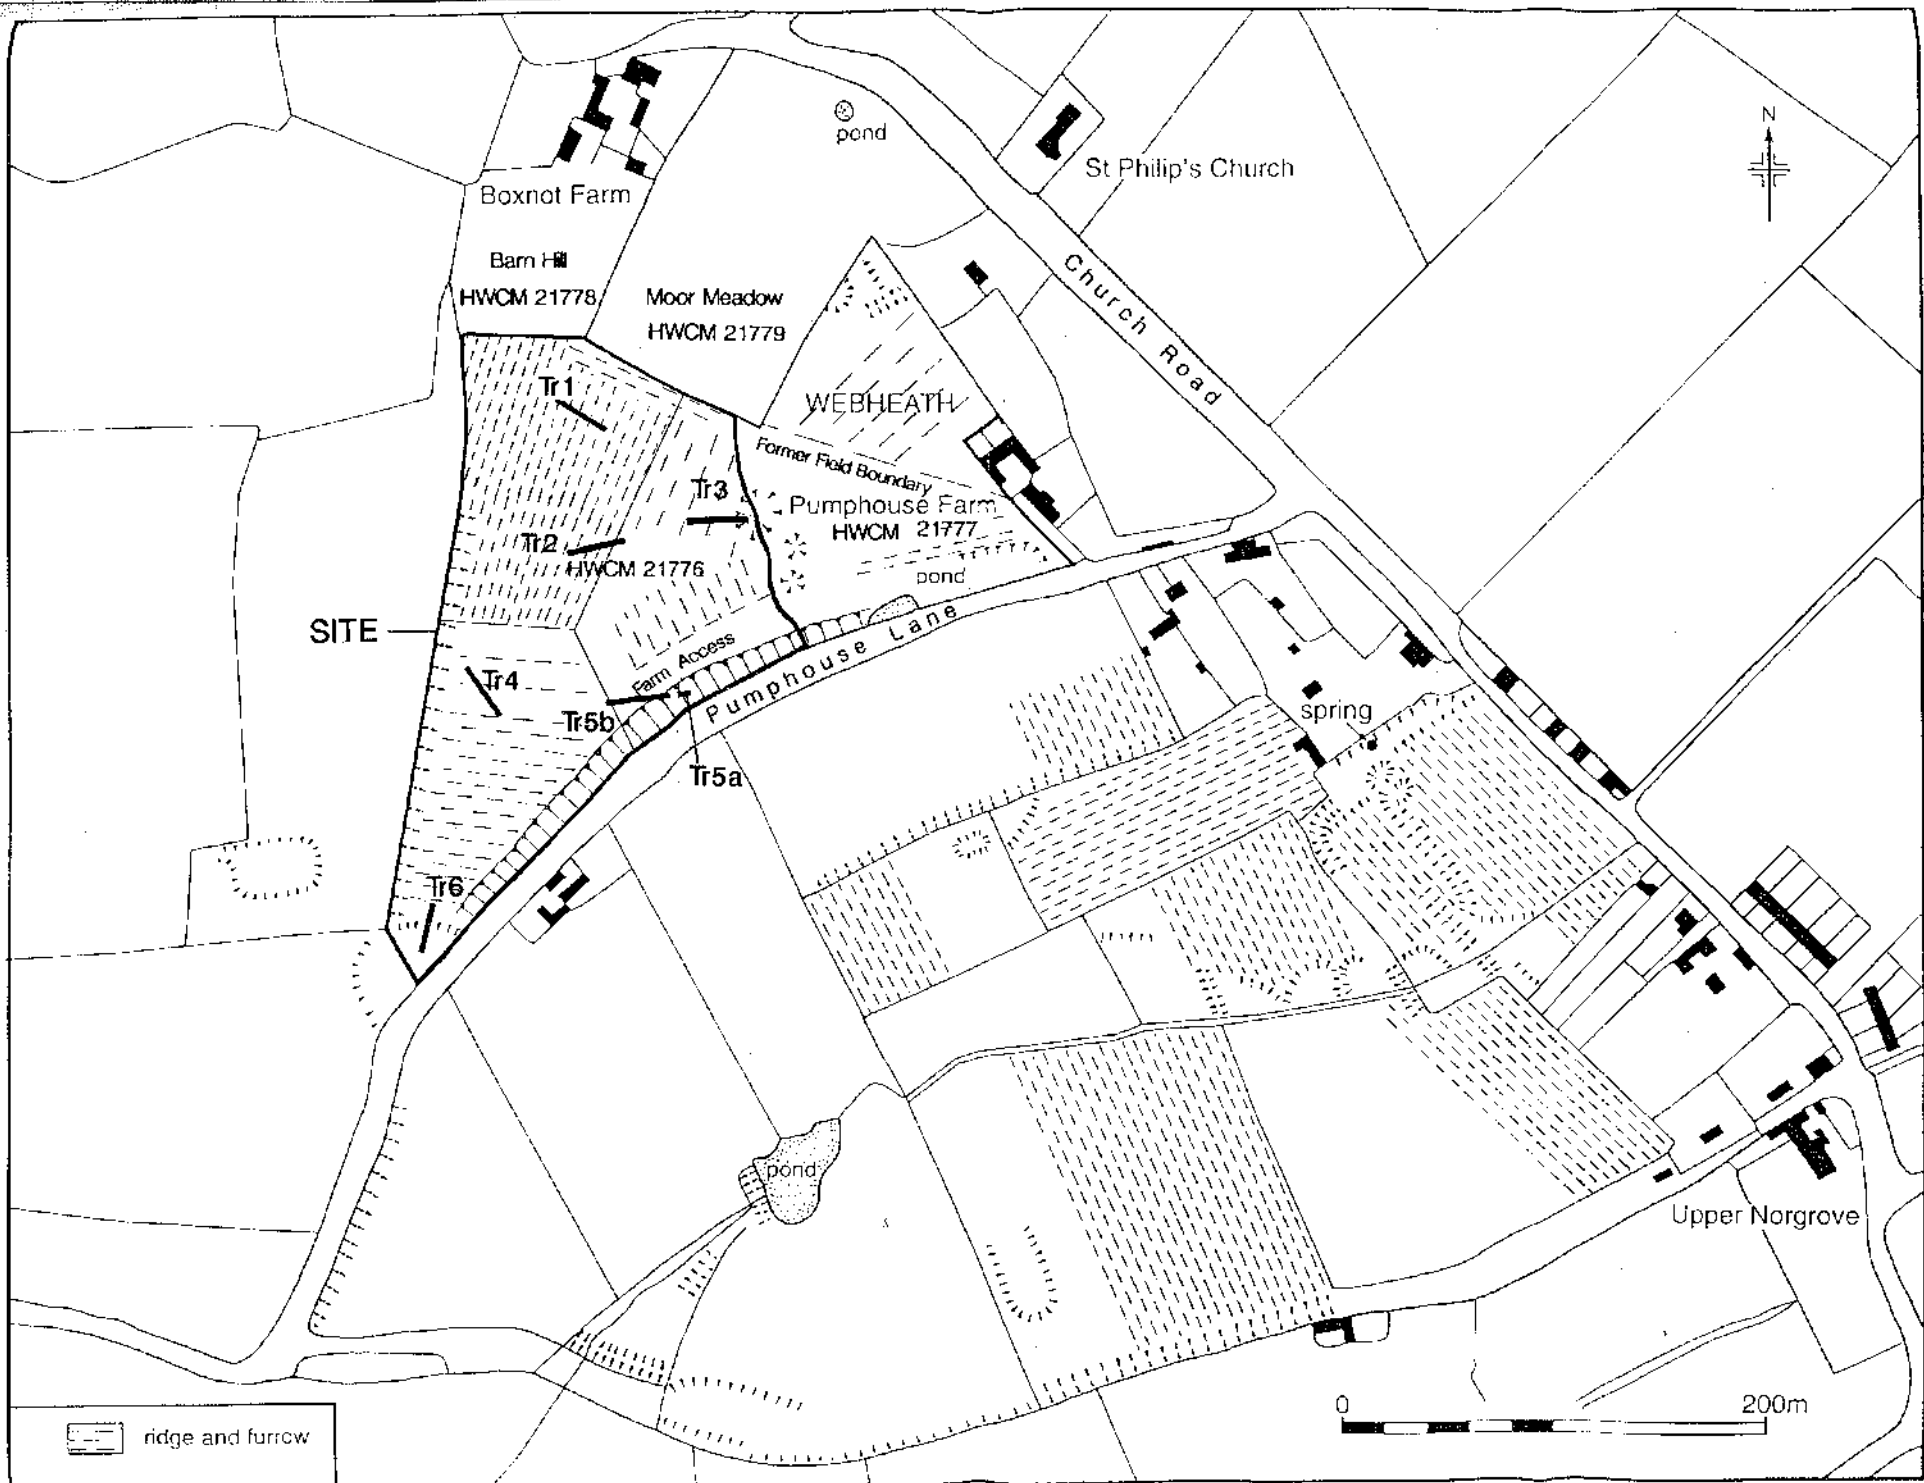 pond
N
St Philip's Church
Boxnot Farm
Barn Hill
HWCM 21778
Moor Meadow
HWCM 21779
Church Road
Tr1
WEBHEATH
Former Field Boundary
Tr3
Pumphouse Farm
HWCM 21777
Tr2
HWCM 21776
pond
SITE
Farm Access
Pumphouse Lane
Tr4
Tr5b
spring
Tr5a
Tr6
pond
Upper Norgrove
0 200m
ridge and furrow